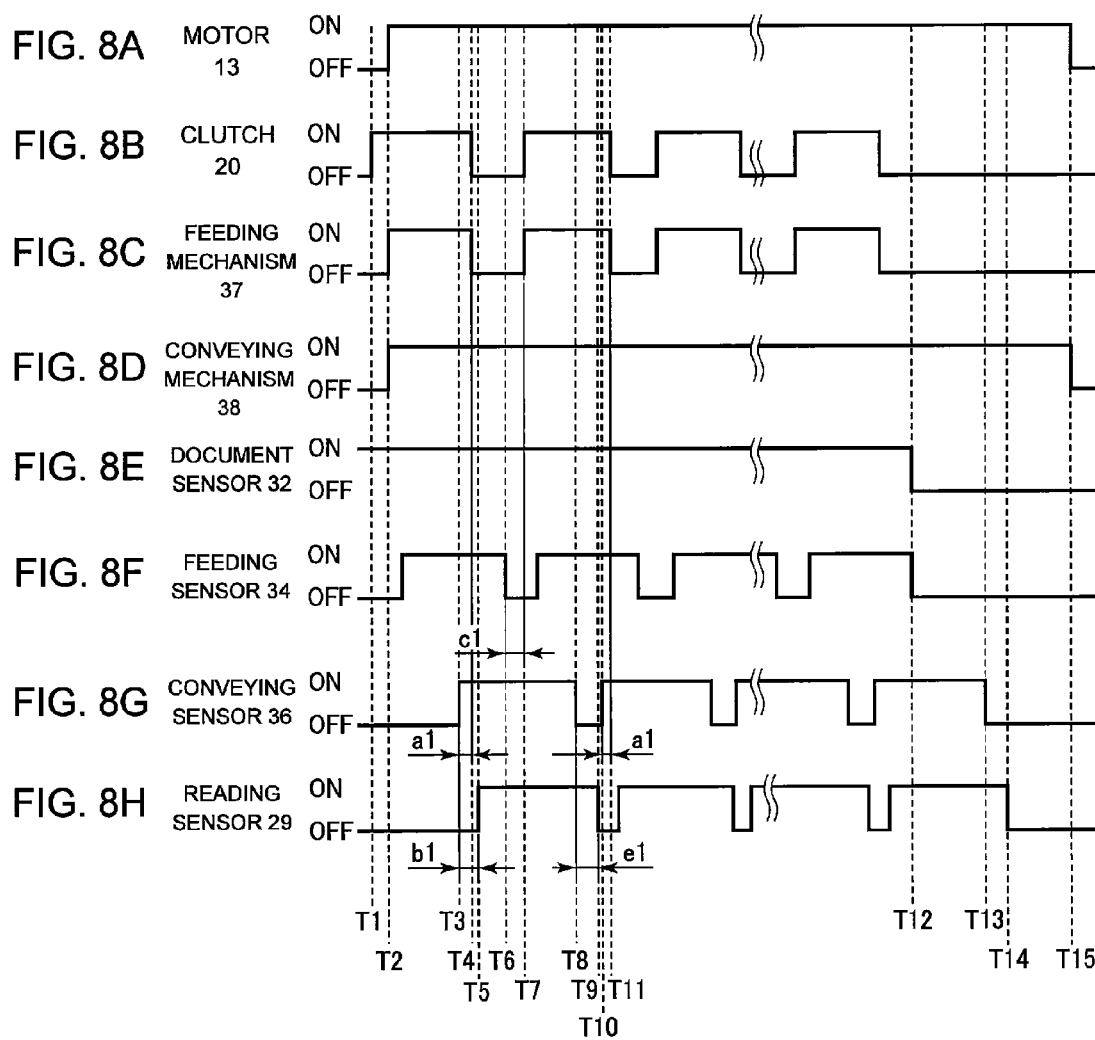 FIG. 8A MOTOR 13 ON OFF
FIG. 8B CLUTCH 20 ON OFF
FIG. 8C FEEDING MECHANISM 37 ON OFF
FIG. 8D CONVEYING MECHANISM 38 ON OFF
FIG. 8E DOCUMENT SENSOR 32 ON OFF
FIG. 8F FEEDING SENSOR 34 ON OFF
c1
FIG. 8G CONVEYING SENSOR 36 ON OFF
a1 a1
FIG. 8H READING SENSOR 29 ON OFF
b1 e1
T1 T3 T6 T8 T12 T13
T2 T4 T7 T9 T11 T14 T15
T5
T10